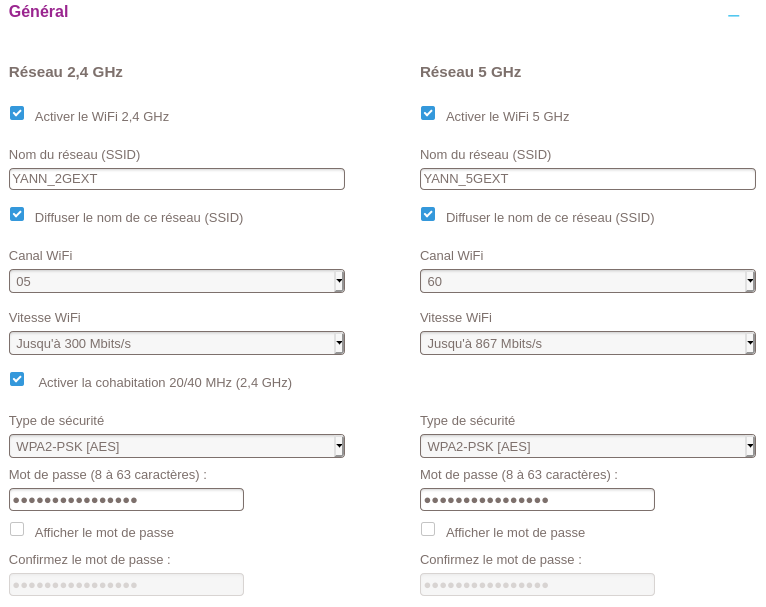 Général
Réseau 2,4 GHz
Activer le WiFi 2,4 GHz
Nom du réseau (SSID)
YANN_2GEXT
Diffuser le nom de ce réseau (SSID)
Canal WiFi
05
Vitesse WiFi
Jusqu'à 300 Mbits/s
Activer la cohabitation 20/40 MHz (2,4 GHz)
Type de sécurité
WPA2-PSK [AES]
Mot de passe (8 à 63 caractères) :
●●●●●●●●●●●●●●●●
Afficher le mot de passe
Confirmez le mot de passe :
●●●●●●●●●●●●●●●●
Réseau 5 GHz
Activer le WiFi 5 GHz
Nom du réseau (SSID)
YANN_5GEXT
Diffuser le nom de ce réseau (SSID)
Canal WiFi
60
Vitesse WiFi
Jusqu'à 867 Mbits/s
Type de sécurité
WPA2-PSK [AES]
Mot de passe (8 à 63 caractères) :
●●●●●●●●●●●●●●●●
Afficher le mot de passe
Confirmez le mot de passe :
●●●●●●●●●●●●●●●●